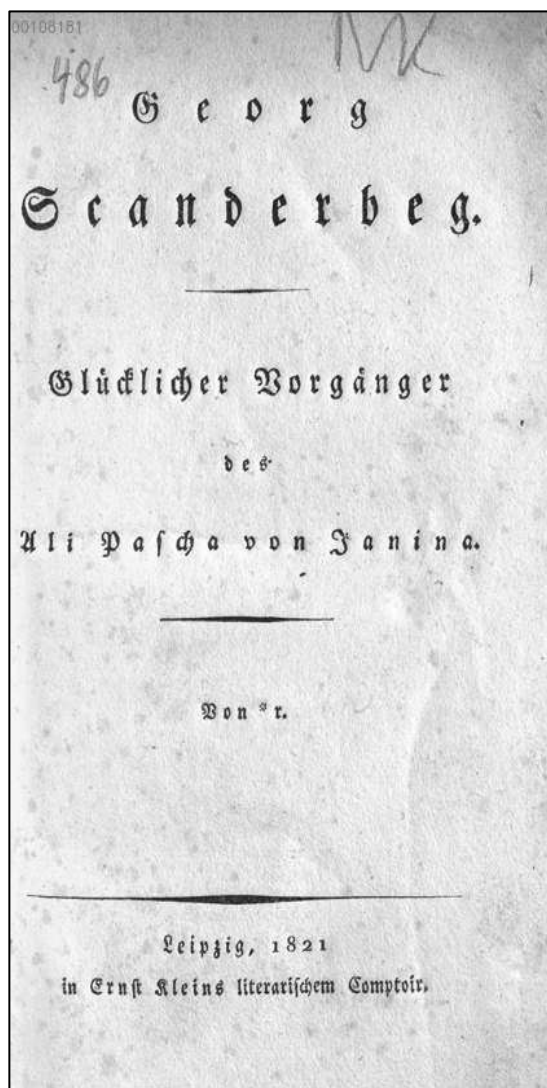 00108181
486
Georg
Scanderbeg.
Glücklicher Vorgänger
des
Ali Pascha von Janina.
Von *r.
Leipzig, 1821
in Ernst Kleins literarischem Comptoir.